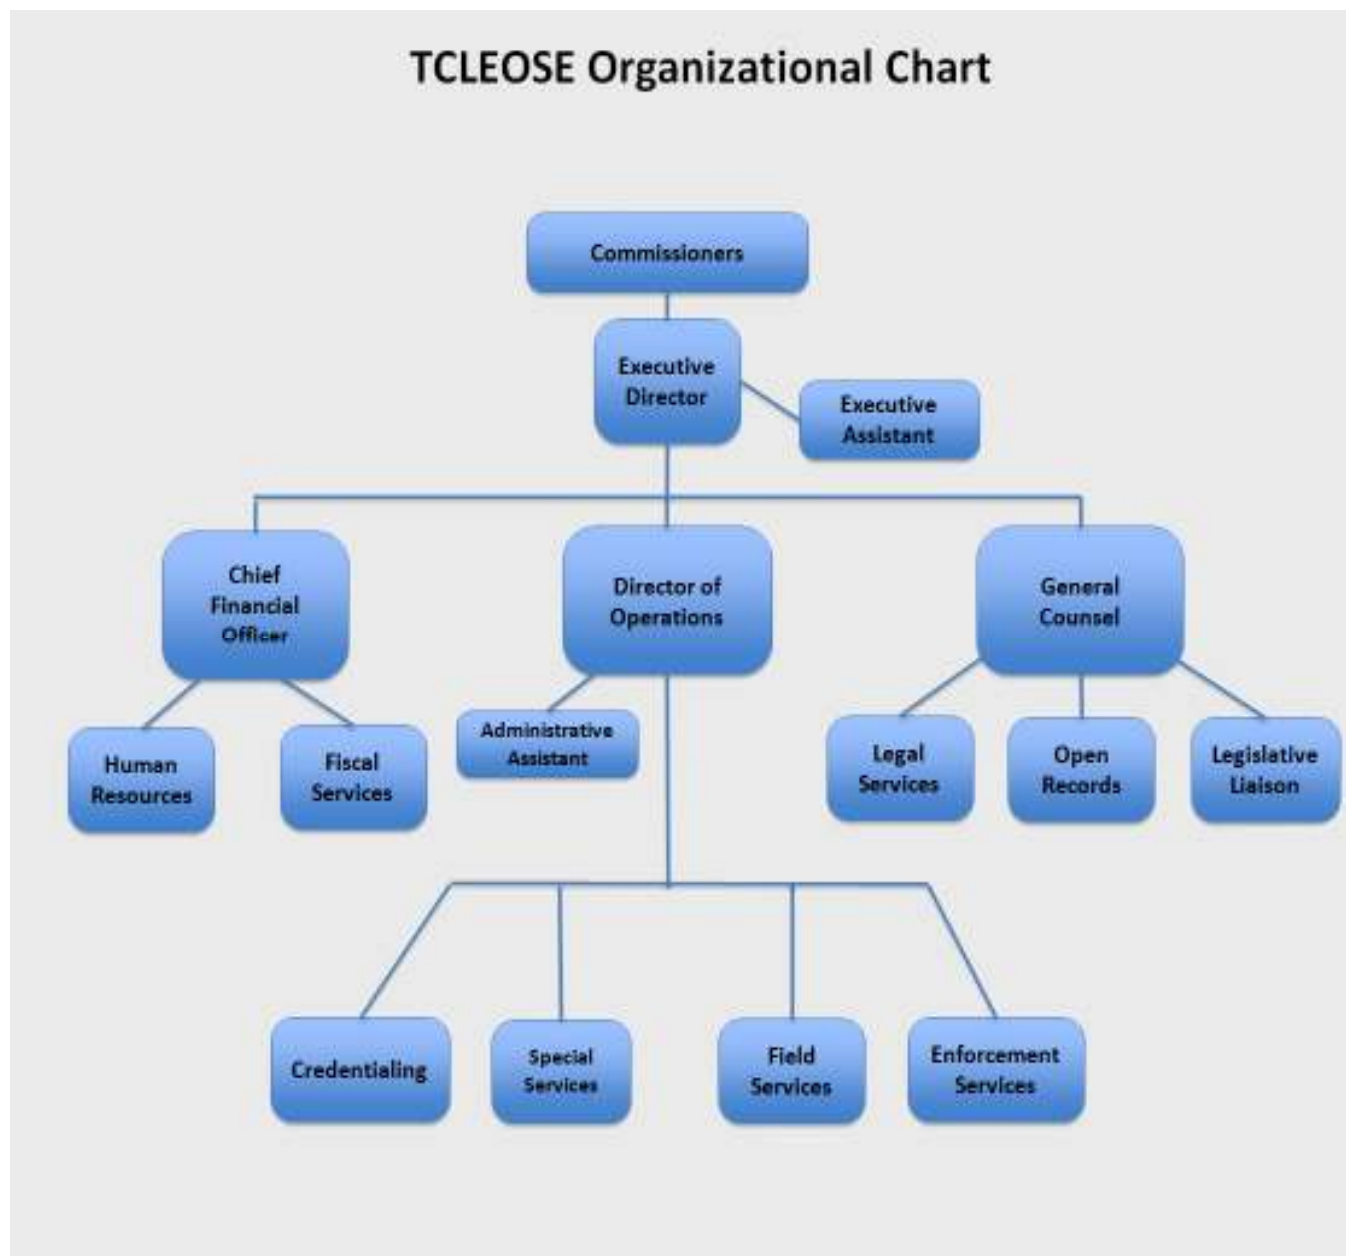 TCLEOSE Organizational Chart
Commissioners
Executive
Director
Executive
Assistant
Chief
Financial
Officer
Director of
Operations
General
Counsel
Human
Resources
Fiscal
Services
Administrative
Assistant
Legal
Services
Open
Records
Legislative
Liaison
Credentialing
Special
Services
Field
Services
Enforcement
Services